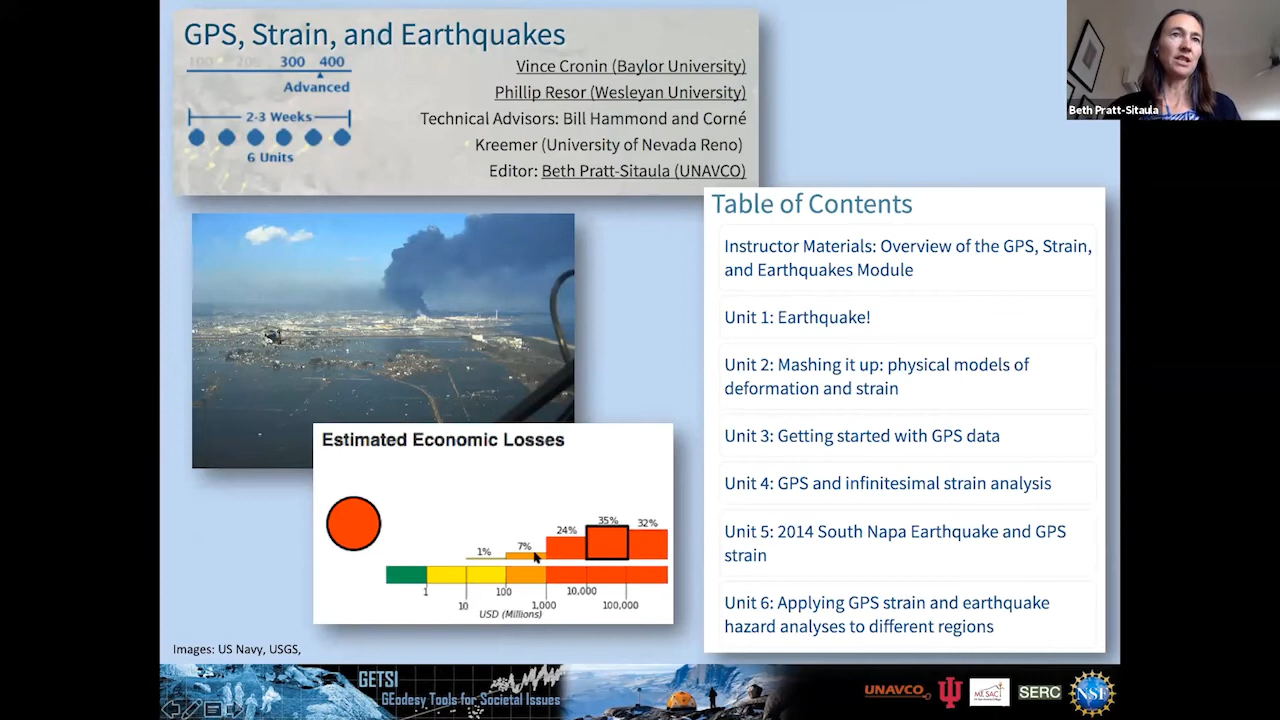 GPS, Strain, and Earthquakes
100 200 300 400
Advanced
2-3 Weeks
6 Units
Vince Cronin (Baylor University)
Phillip Resor (Wesleyan University)
Technical Advisors: Bill Hammond and Corné
Kreemer (University of Nevada Reno)
Editor: Beth Pratt-Sitaula (UNAVCO)
Beth Pratt-Sitaula
Table of Contents
Instructor Materials: Overview of the GPS, Strain,
and Earthquakes Module
Unit 1: Earthquake!
Unit 2: Mashing it up: physical models of
deformation and strain
Unit 3: Getting started with GPS data
Unit 4: GPS and infinitesimal strain analysis
Unit 5: 2014 South Napa Earthquake and GPS
strain
Unit 6: Applying GPS strain and earthquake
hazard analyses to different regions
Estimated Economic Losses
1% 7% 24% 35% 32%
1 100 10,000
10 1,000 100,000
USD (Millions)
Images: US Navy, USGS,
GETSI
GEodesy Tools for Societal Issues
UNAVCO
MT. SAC
SERC
NSF